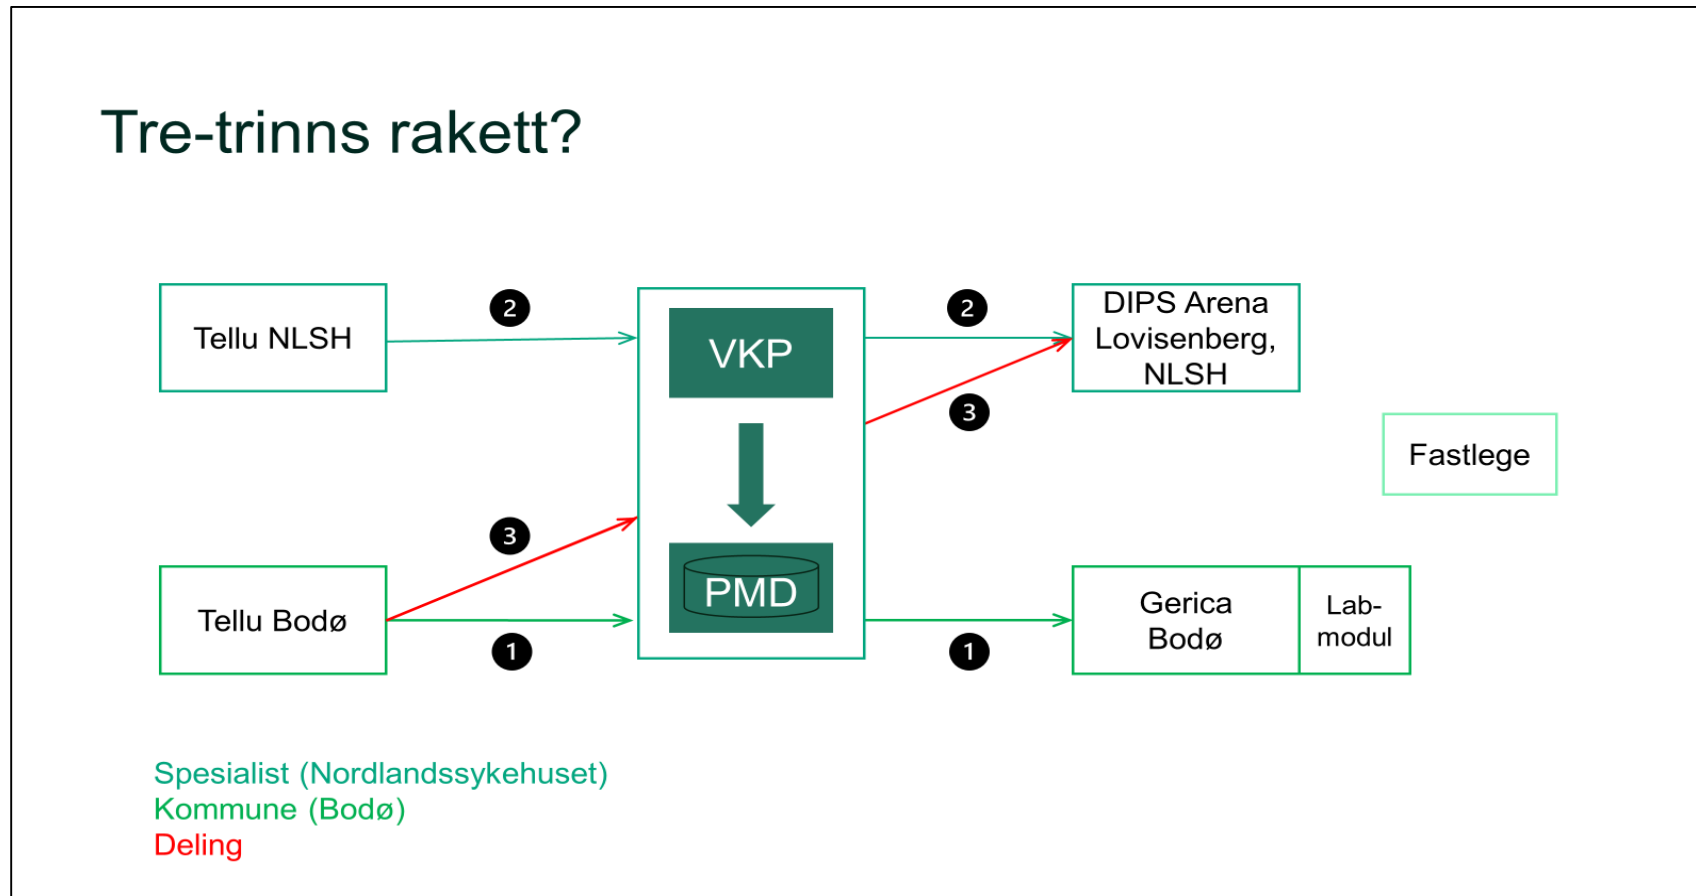 Tre-trinns rakett?
2
2
Tellu NLSH
VKP
DIPS Arena
Lovisenberg,
NLSH
3
Fastlege
3
Tellu Bodø
PMD
Gerica
Bodø
Lab-
modul
1
1
Spesialist (Nordlandssykehuset)
Kommune (Bodø)
Deling